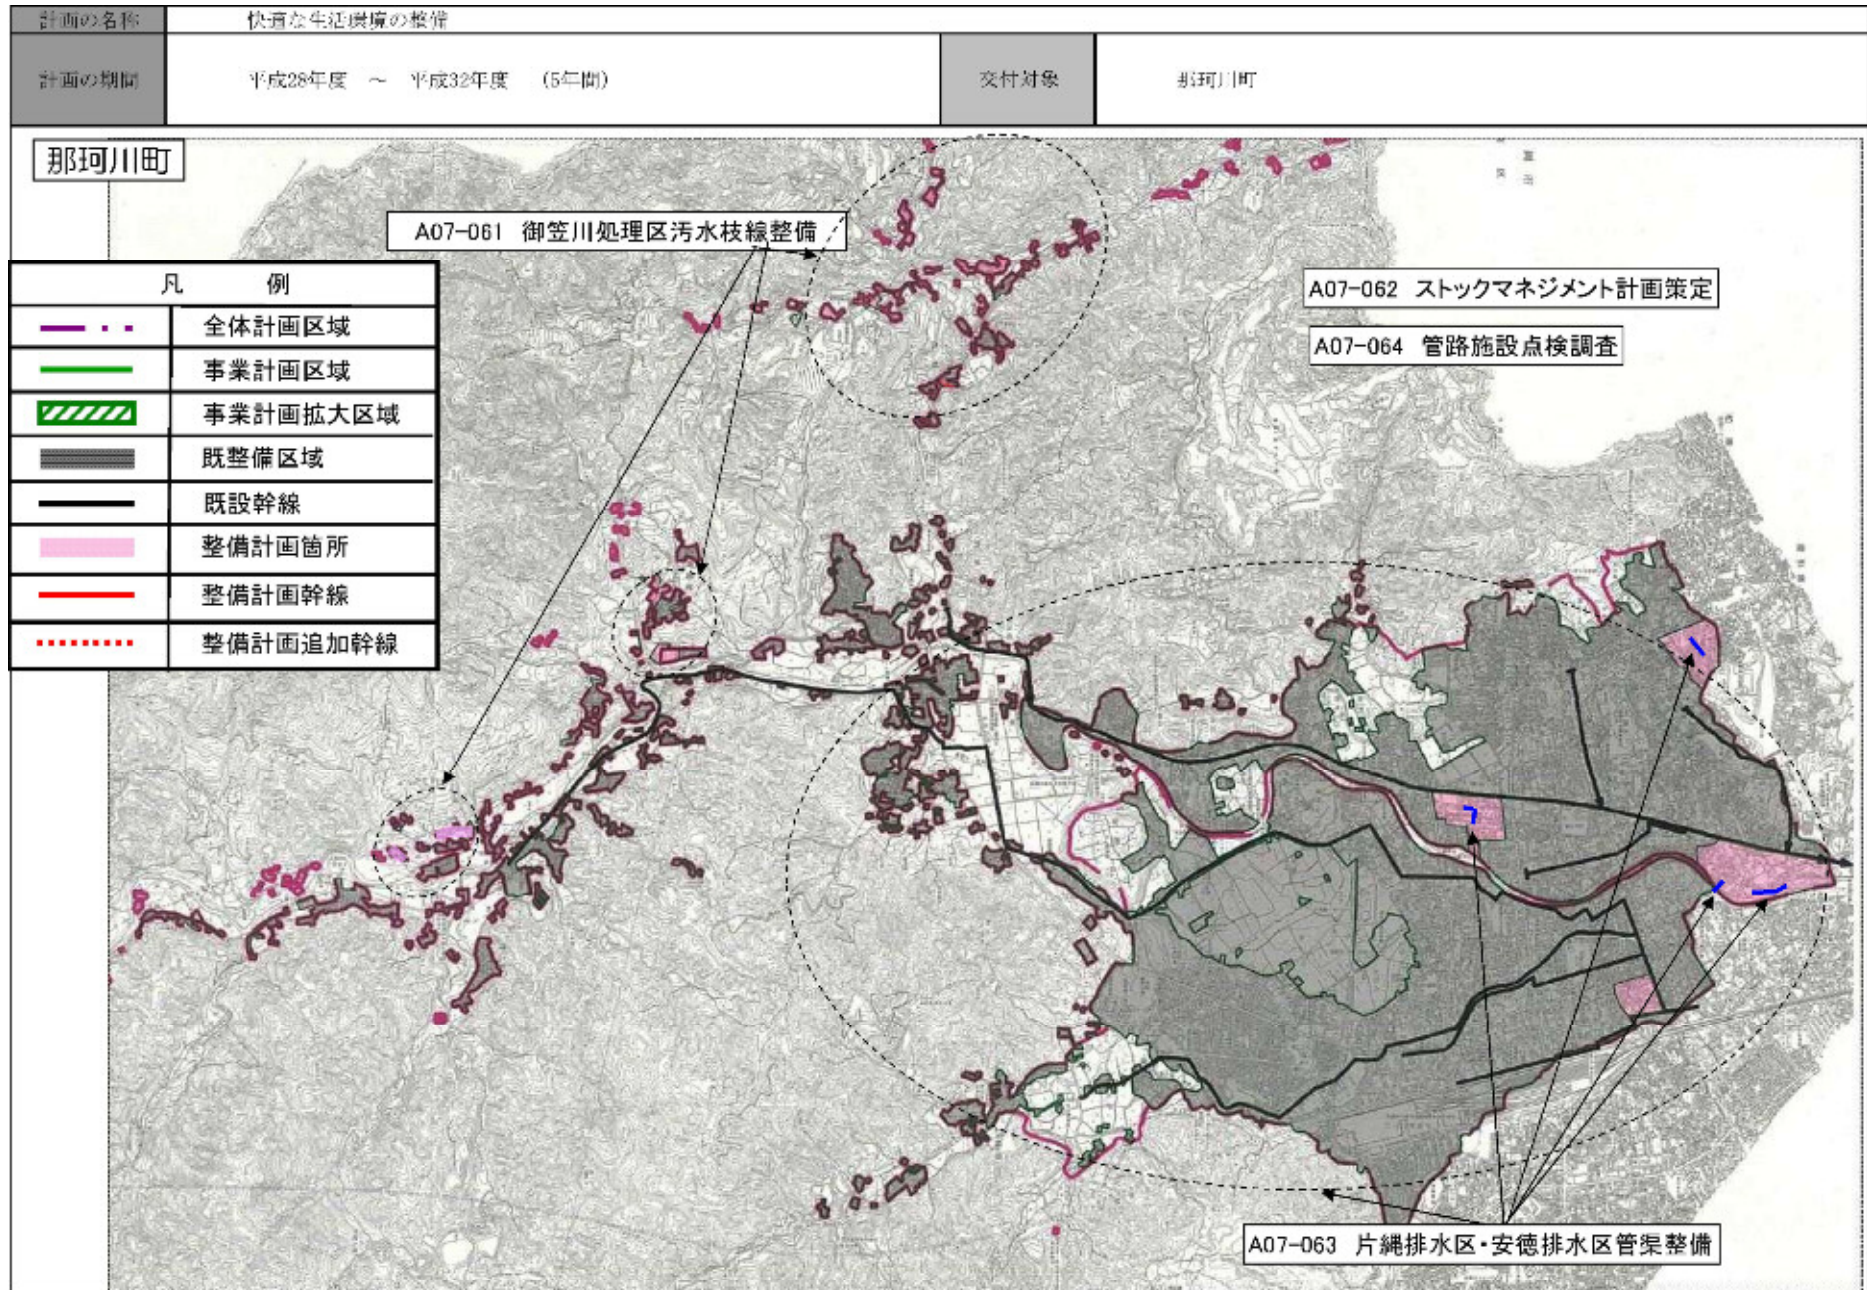 計画の名称 快適な生活環境の整備
計画の期間 平成28年度 ～ 平成32年度 (5年間) 交付対象 那珂川町
那珂川町
A07-061 御笠川処理区汚水枝線整備
凡 例
全体計画区域
事業計画区域
事業計画拡大区域
既整備区域
既設幹線
整備計画箇所
整備計画幹線
整備計画追加幹線
A07-062 ストックマネジメント計画策定
A07-064 管路施設点検調査
A07-063 片縄排水区・安徳排水区管渠整備